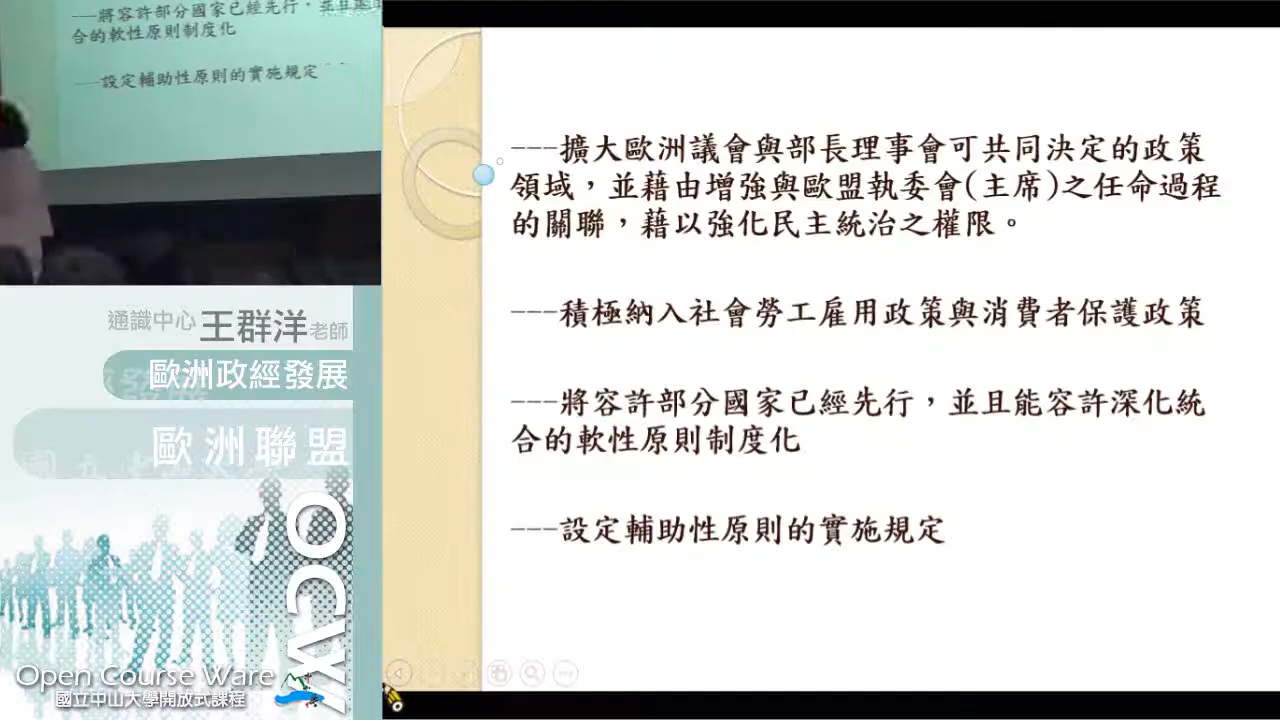 ---將容許部分國家已經先行,並且能
合的軟性原則制度化
---設定輔助性原則的實施規定
通識中心 王群洋 老師
歐洲政經發展
歐洲聯盟
OCW
Open Course Ware
國立中山大學開放式課程
---擴大歐洲議會與部長理事會可共同決定的政策
領域,並藉由增強與歐盟執委會(主席)之任命過程
的關聯,藉以強化民主統治之權限。
---積極納入社會勞工雇用政策與消費者保護政策
---將容許部分國家已經先行,並且能容許深化統
合的軟性原則制度化
---設定輔助性原則的實施規定